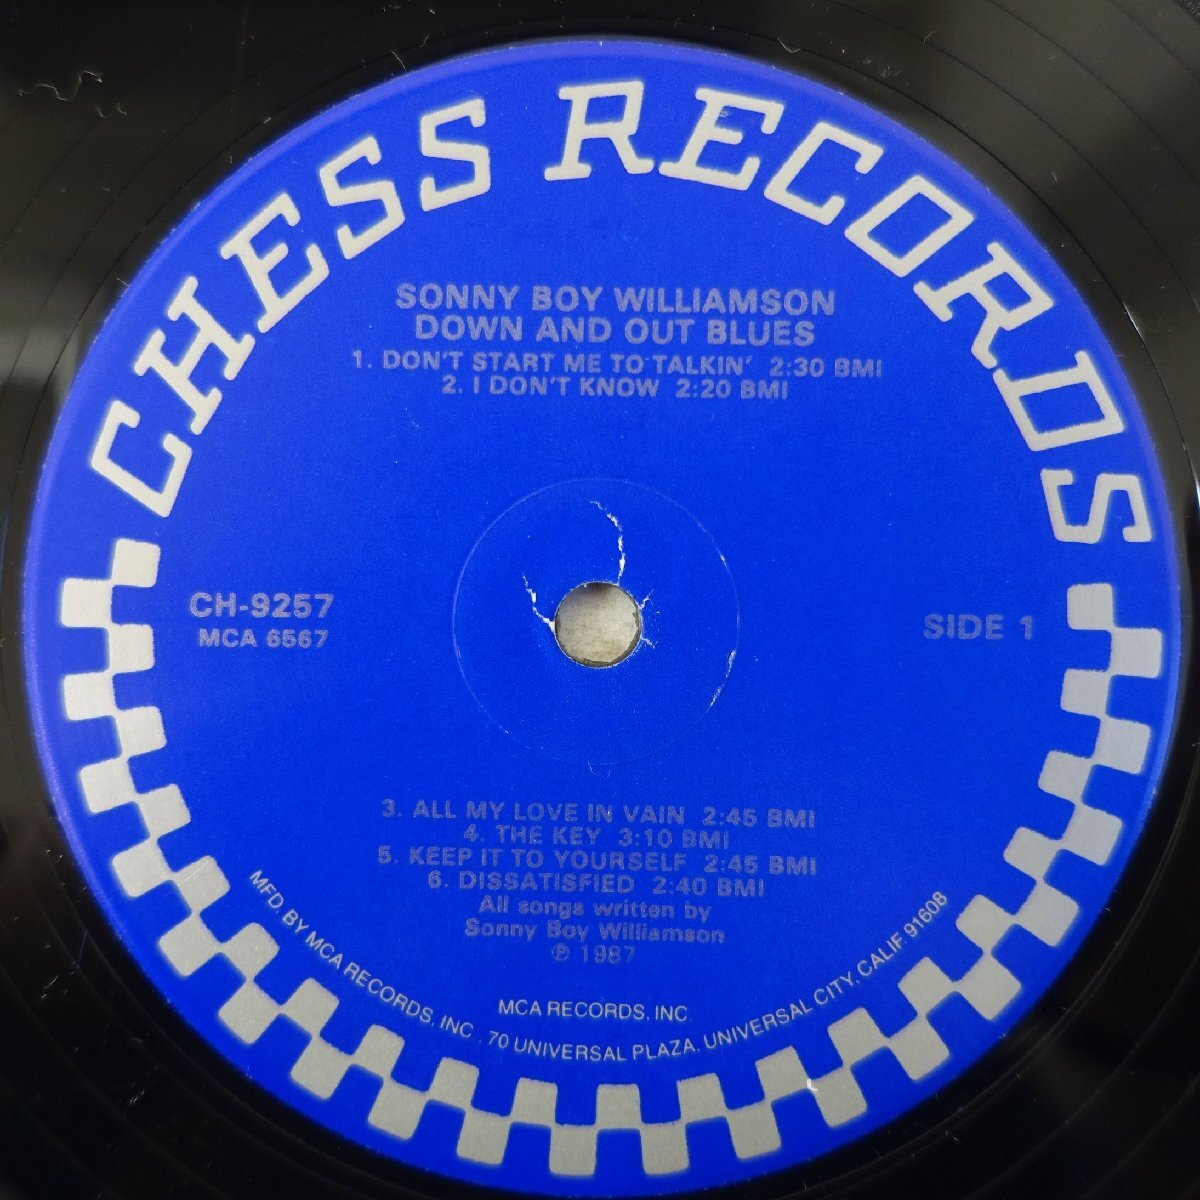 CHESS RECORDS
SONNY BOY WILLIAMSON
DOWN AND OUT BLUES
1. DON'T START ME TO TALKIN' 2:30 BMI
2. I DON'T KNOW 2:20 BMI
CH-9257
MCA 6567
SIDE 1
3. ALL MY LOVE IN VAIN 2:45 BMI
4. THE KEY 3:10 BMI
5. KEEP IT TO YOURSELF 2:45 BMI
6. DISSATISFIED 2:40 BMI
All songs written by
Sonny Boy Williamson
℗ 1987
MCA RECORDS, INC.
MFD. BY MCA RECORDS, INC., 70 UNIVERSAL PLAZA, UNIVERSAL CITY, CALIF. 91608